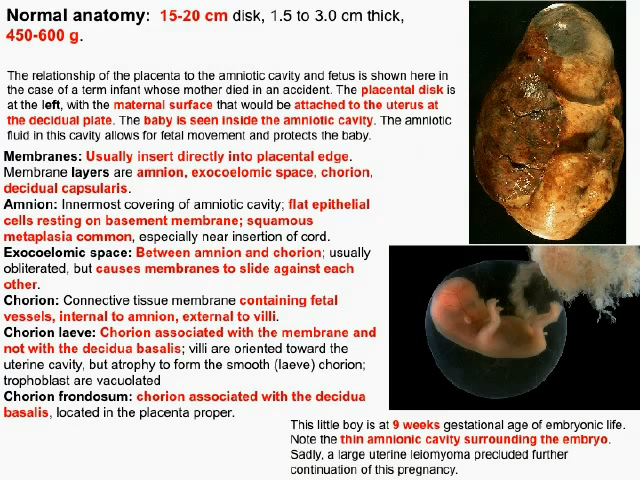 Normal anatomy: 15-20 cm disk, 1.5 to 3.0 cm thick,
450-600 g.
The relationship of the placenta to the amniotic cavity and fetus is shown here in
the case of a term infant whose mother died in an accident. The placental disk is
at the left, with the maternal surface that would be attached to the uterus at
the decidual plate. The baby is seen inside the amniotic cavity. The amniotic
fluid in this cavity allows for fetal movement and protects the baby.
Membranes: Usually insert directly into placental edge.
Membrane layers are amnion, exocoelomic space, chorion,
decidual capsularis.
Amnion: Innermost covering of amniotic cavity; flat epithelial
cells resting on basement membrane; squamous
metaplasia common, especially near insertion of cord.
Exocoelomic space: Between amnion and chorion; usually
obliterated, but causes membranes to slide against each
other.
Chorion: Connective tissue membrane containing fetal
vessels, internal to amnion, external to villi.
Chorion laeve: Chorion associated with the membrane and
not with the decidua basalis; villi are oriented toward the
uterine cavity, but atrophy to form the smooth (laeve) chorion;
trophoblast are vacuolated
Chorion frondosum: chorion associated with the decidua
basalis, located in the placenta proper.
This little boy is at 9 weeks gestational age of embryonic life.
Note the thin amnionic cavity surrounding the embryo.
Sadly, a large uterine leiomyoma precluded further
continuation of this pregnancy.